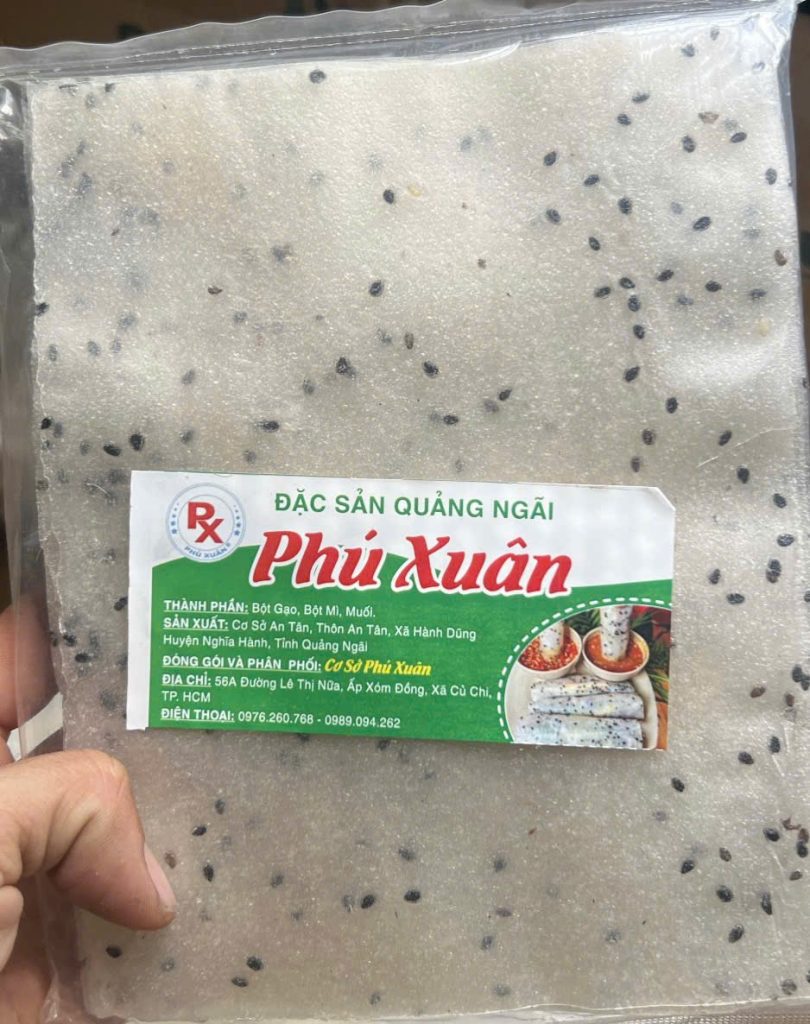 PX
PHÚ XUÂN
ĐẶC SẢN QUẢNG NGÃI
Phú Xuân
THÀNH PHẦN: Bột Gạo, Bột Mì, Muối.
SẢN XUẤT: Cơ Sở An Tân, Thôn An Tân, Xã Hành Dũng
Huyện Nghĩa Hành, Tỉnh Quảng Ngãi
ĐÓNG GÓI VÀ PHÂN PHỐI: Cơ Sở Phú Xuân
ĐỊA CHỈ: 56A Đường Lê Thị Nữa, Ấp Xóm Đồng, Xã Củ Chi,
TP. HCM
ĐIỆN THOẠI: 0976.260.768 - 0989.094.262